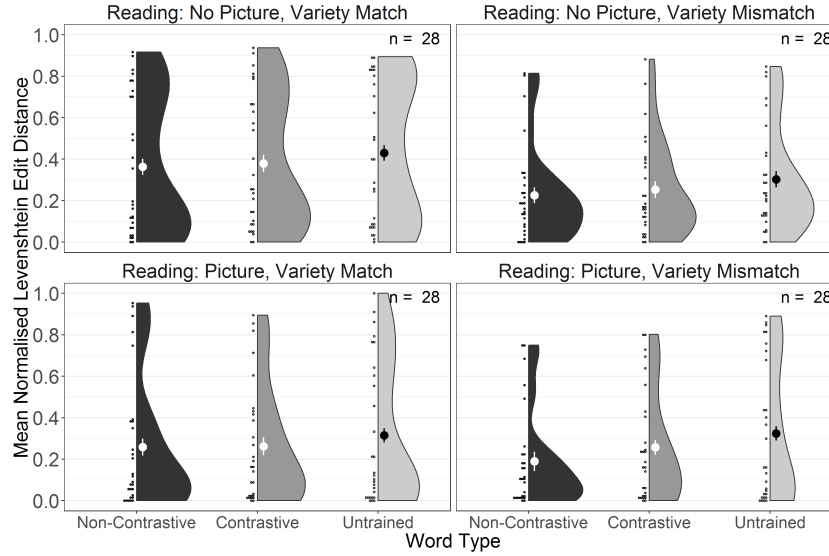 Reading: No Picture, Variety Match
Reading: No Picture, Variety Mismatch
n = 28
n = 28
1.0
0.8
0.6
0.4
0.2
0.0
Mean Normalised Levenshtein Edit Distance
Reading: Picture, Variety Match
Reading: Picture, Variety Mismatch
n = 28
n = 28
1.0
0.8
0.6
0.4
0.2
0.0
Non-Contrastive Contrastive Untrained
Non-Contrastive Contrastive Untrained
Word Type